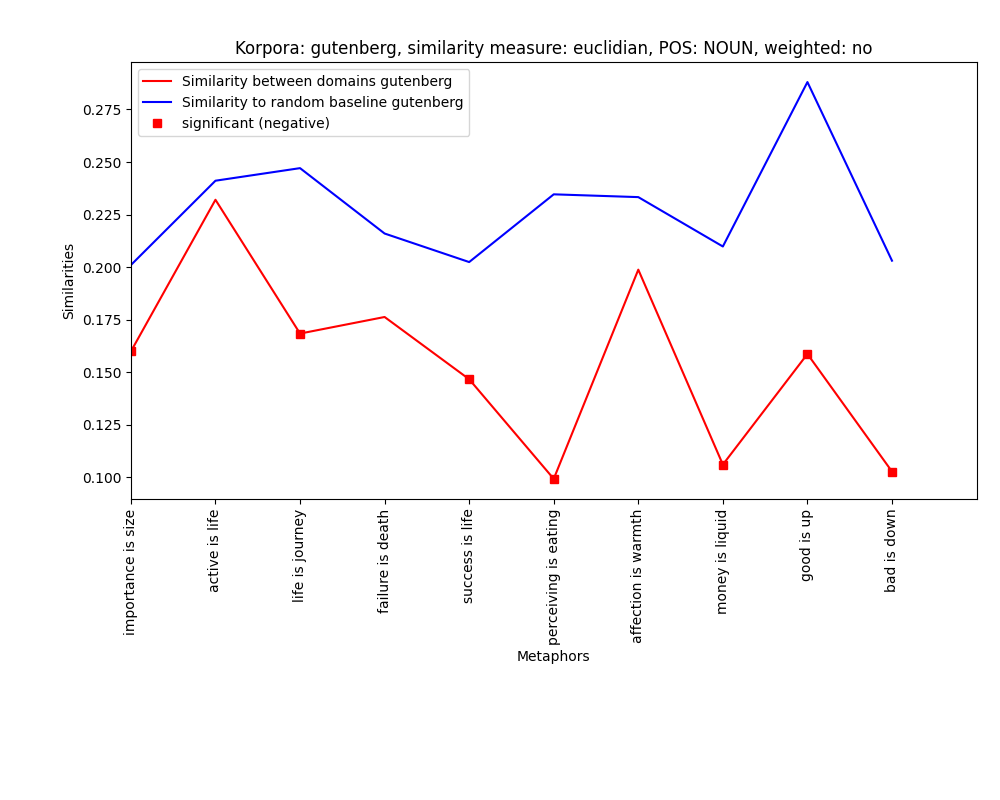 Korpora: gutenberg, similarity measure: euclidian, POS: NOUN, weighted: no
Similarity between domains gutenberg
Similarity to random baseline gutenberg
significant (negative)
Similarities
0.275
0.250
0.225
0.200
0.175
0.150
0.125
0.100
importance is size
active is life
life is journey
failure is death
success is life
perceiving is eating
affection is warmth
money is liquid
good is up
bad is down
Metaphors